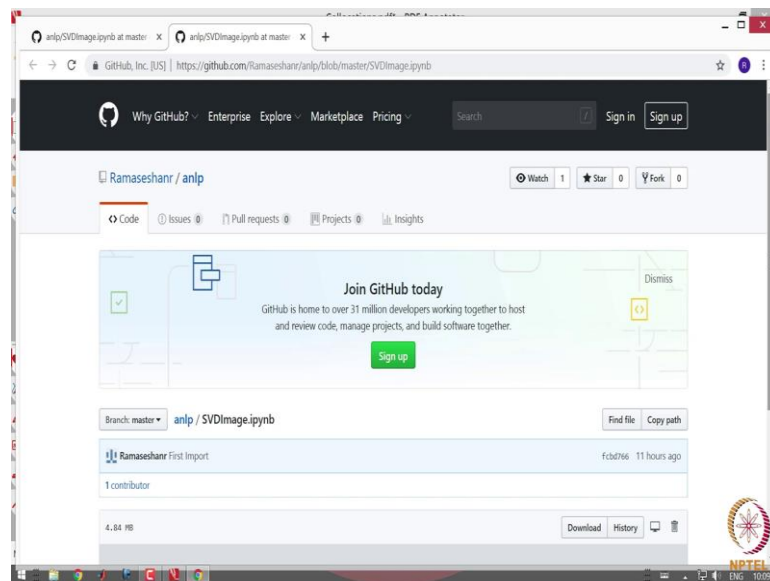 anlp/SVDImage.ipynb at master x anlp/SVDImage.ipynb at master x +
GitHub, Inc. [US] | https://github.com/Ramaseshanr/anlp/blob/master/SVDImage.ipynb
Why GitHub? Enterprise Explore Marketplace Pricing Search / Sign in Sign up
Ramaseshanr / anlp Watch 1 Star 0 Fork 0
Code Issues 0 Pull requests 0 Projects 0 Insights
Join GitHub today Dismiss
GitHub is home to over 31 million developers working together to host
and review code, manage projects, and build software together.
Sign up
Branch: master anlp / SVDImage.ipynb Find file Copy path
Ramaseshanr First Import fcbd766 11 hours ago
1 contributor
4.84 MB Download History
NPTEL
ENG